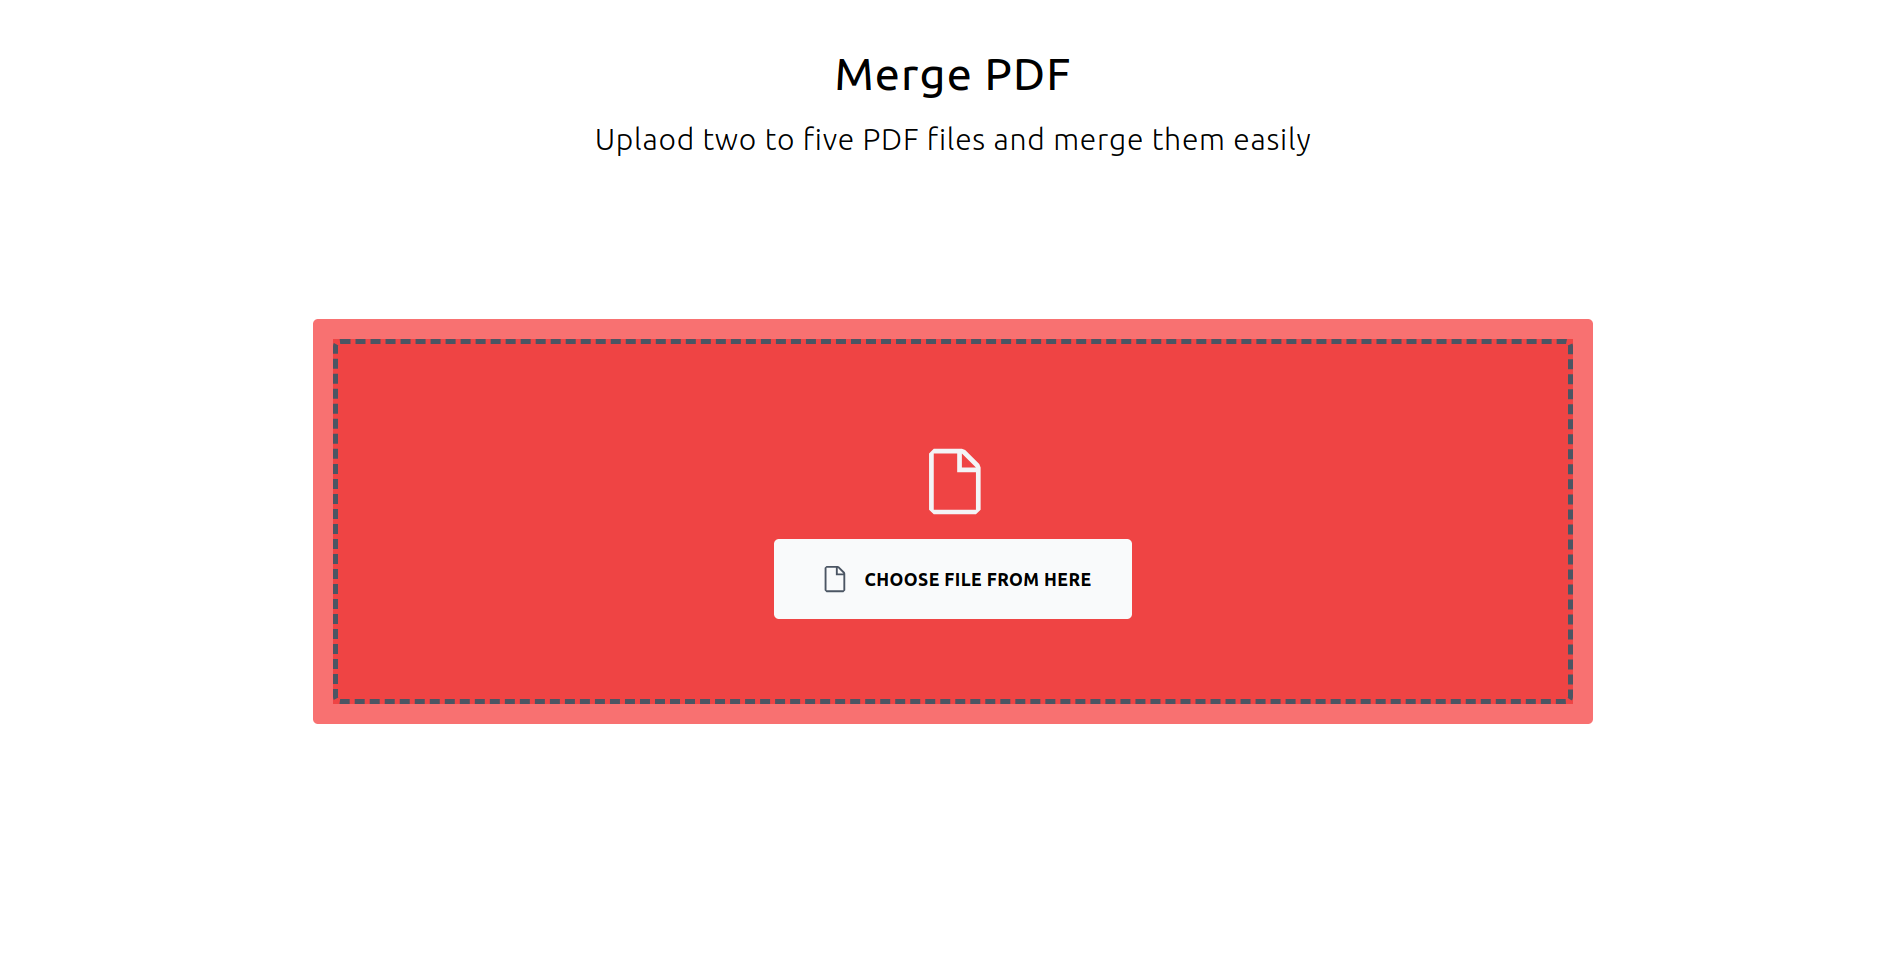 Merge PDF
Uplaod two to five PDF files and merge them easily
CHOOSE FILE FROM HERE